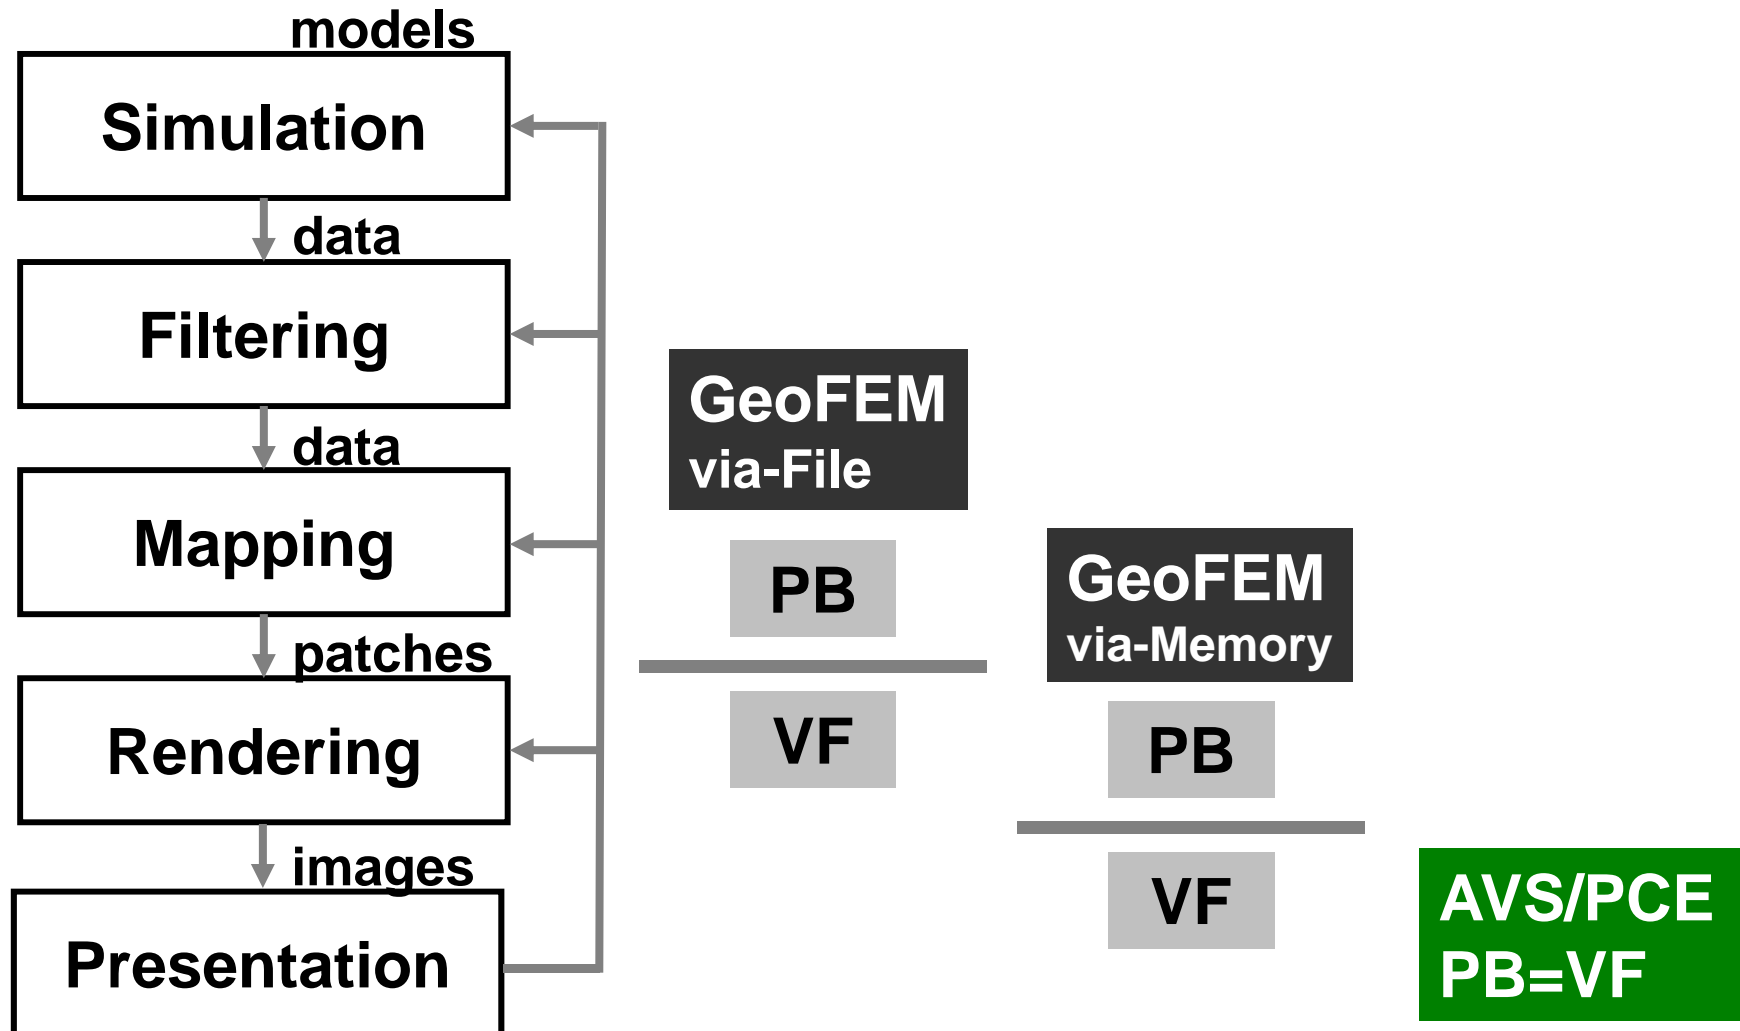 models
Simulation
data
Filtering
data
Mapping
patches
Rendering
images
Presentation
GeoFEM
via-File
PB
VF
GeoFEM
via-Memory
PB
VF
AVS/PCE
PB=VF